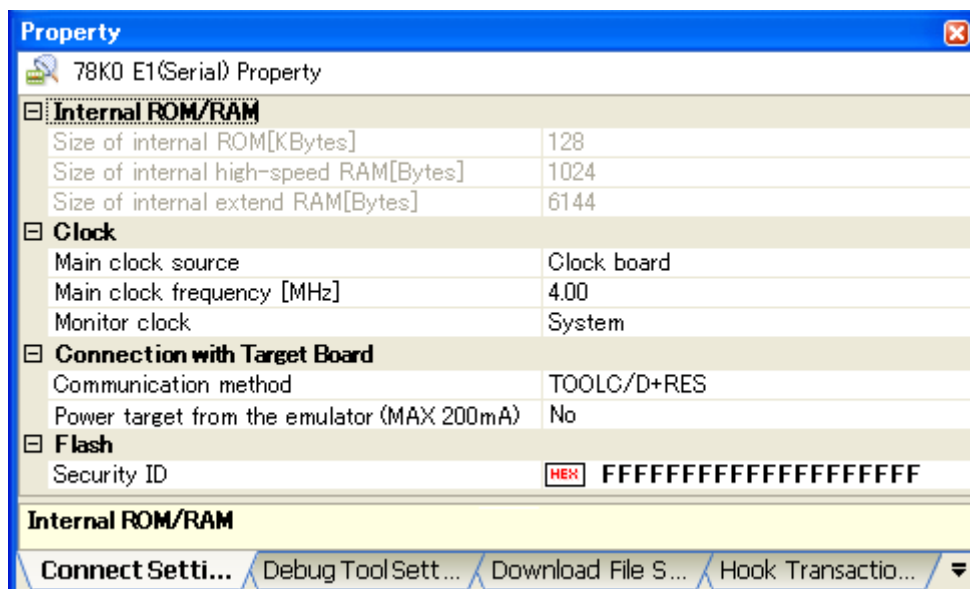 Property
78K0 E1(Serial) Property
Internal ROM/RAM
Size of internal ROM[KBytes] 128
Size of internal high-speed RAM[Bytes] 1024
Size of internal extend RAM[Bytes] 6144
Clock
Main clock source Clock board
Main clock frequency [MHz] 4.00
Monitor clock System
Connection with Target Board
Communication method TOOLC/D+RES
Power target from the emulator (MAX 200mA) No
Flash
Security ID HEX FFFFFFFFFFFFFFFFFFFF
Internal ROM/RAM
Connect Setti... Debug Tool Sett... Download File S... Hook Transactio...